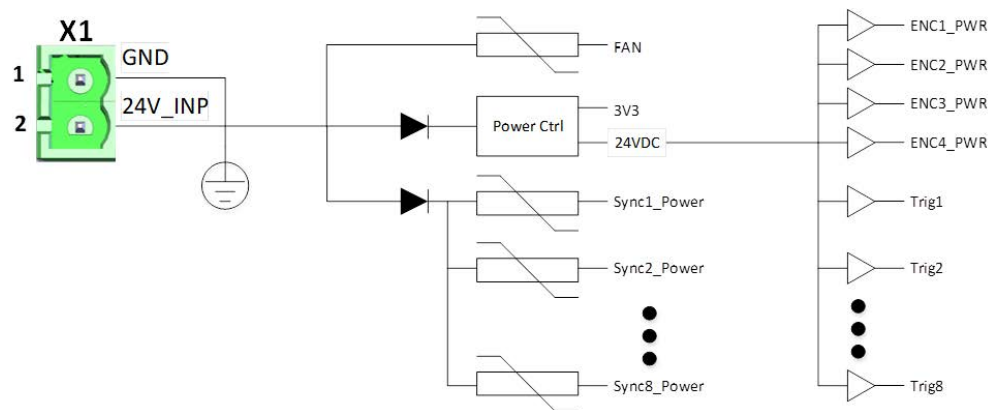 X1
1
GND
2
24V_INP
FAN
Power Ctrl
3V3
24VDC
Sync1_Power
Sync2_Power
Sync8_Power
ENC1_PWR
ENC2_PWR
ENC3_PWR
ENC4_PWR
Trig1
Trig2
Trig8